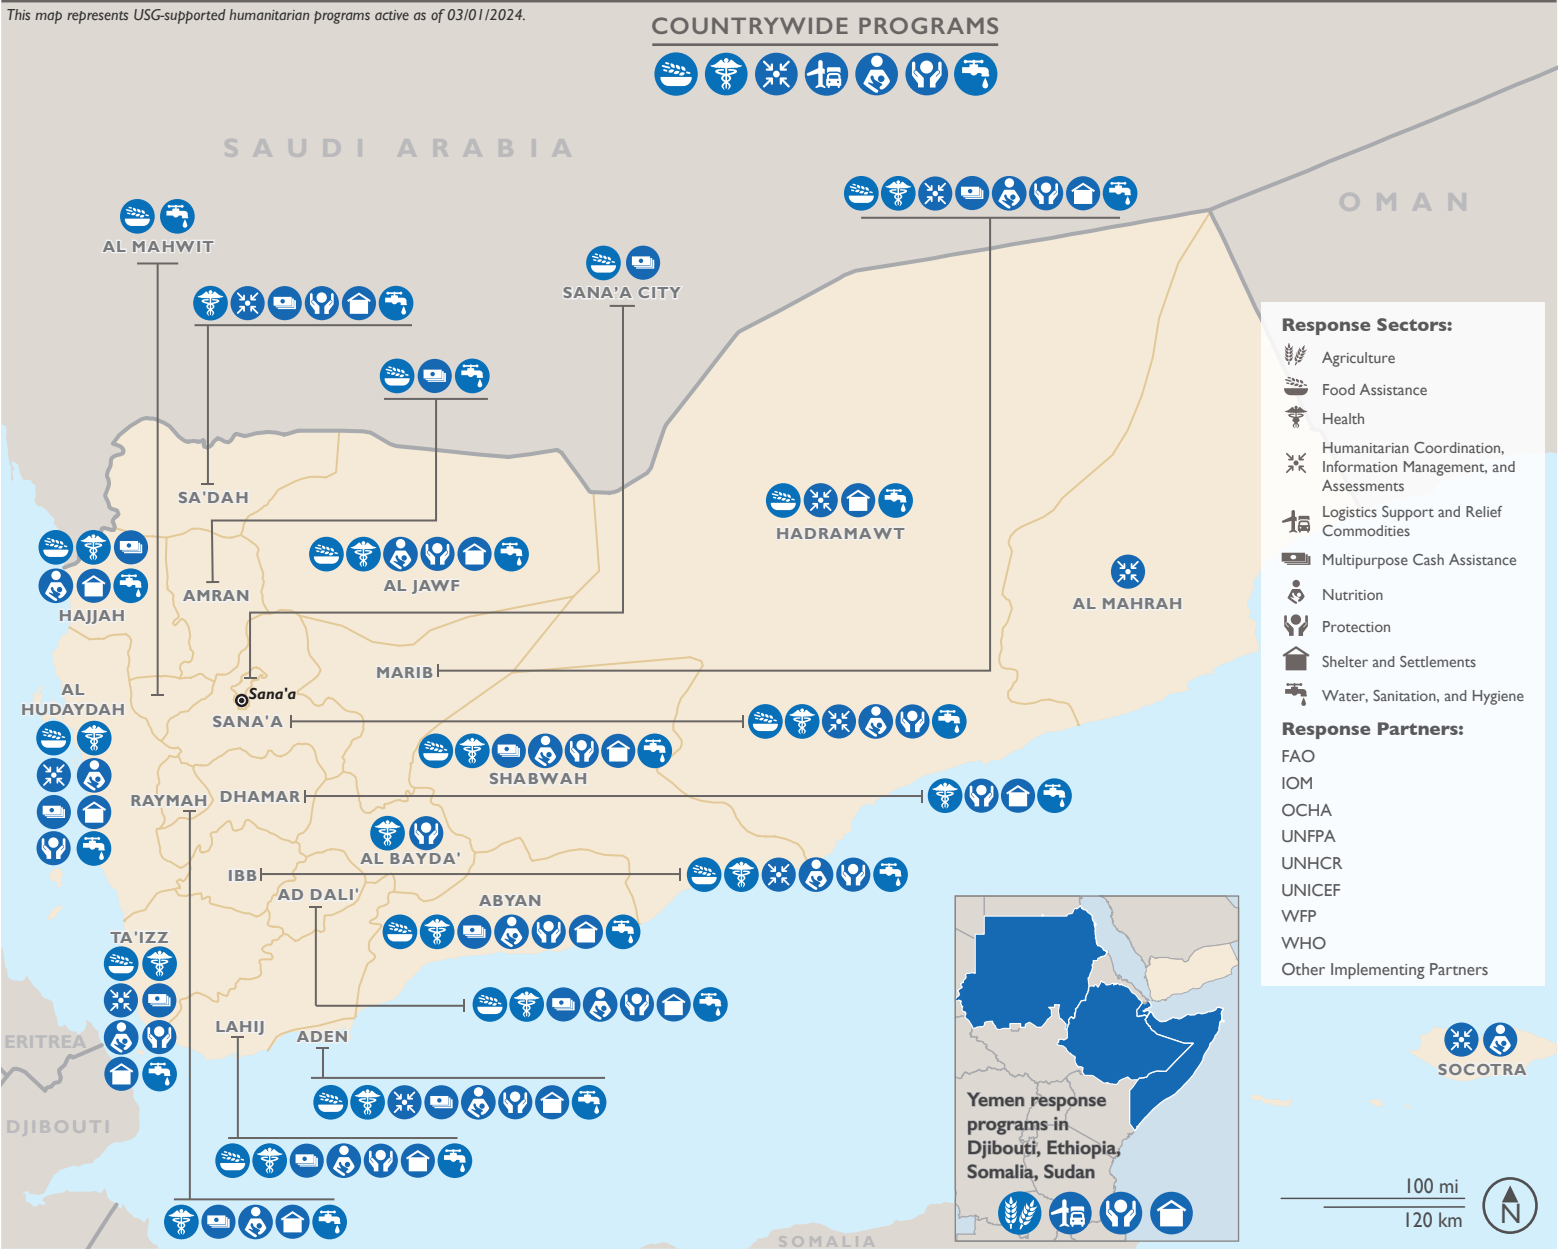 This map represents USG-supported humanitarian programs active as of 03/01/2024.
COUNTRYWIDE PROGRAMS
SAUDI ARABIA
OMAN
AL MAHWIT
SANA'A CITY
SA'DAH
HADRAMAWT
AL JAWF
AMRAN
AL MAHRAH
HAJJAH
MARIB
AL
HUDAYDAH
Sana'a
SANA'A
SHABWAH
RAYMAH
DHAMAR
AL BAYDA'
IBB
AD DALI'
ABYAN
TA'IZZ
LAHIJ
ADEN
ERITREA
DJIBOUTI
SOMALIA
SOCOTRA
Response Sectors:
Agriculture
Food Assistance
Health
Humanitarian Coordination,
Information Management, and
Assessments
Logistics Support and Relief
Commodities
Multipurpose Cash Assistance
Nutrition
Protection
Shelter and Settlements
Water, Sanitation, and Hygiene
Response Partners:
FAO
IOM
OCHA
UNFPA
UNHCR
UNICEF
WFP
WHO
Other Implementing Partners
Yemen response
programs in
Djibouti, Ethiopia,
Somalia, Sudan
100 mi
120 km
N